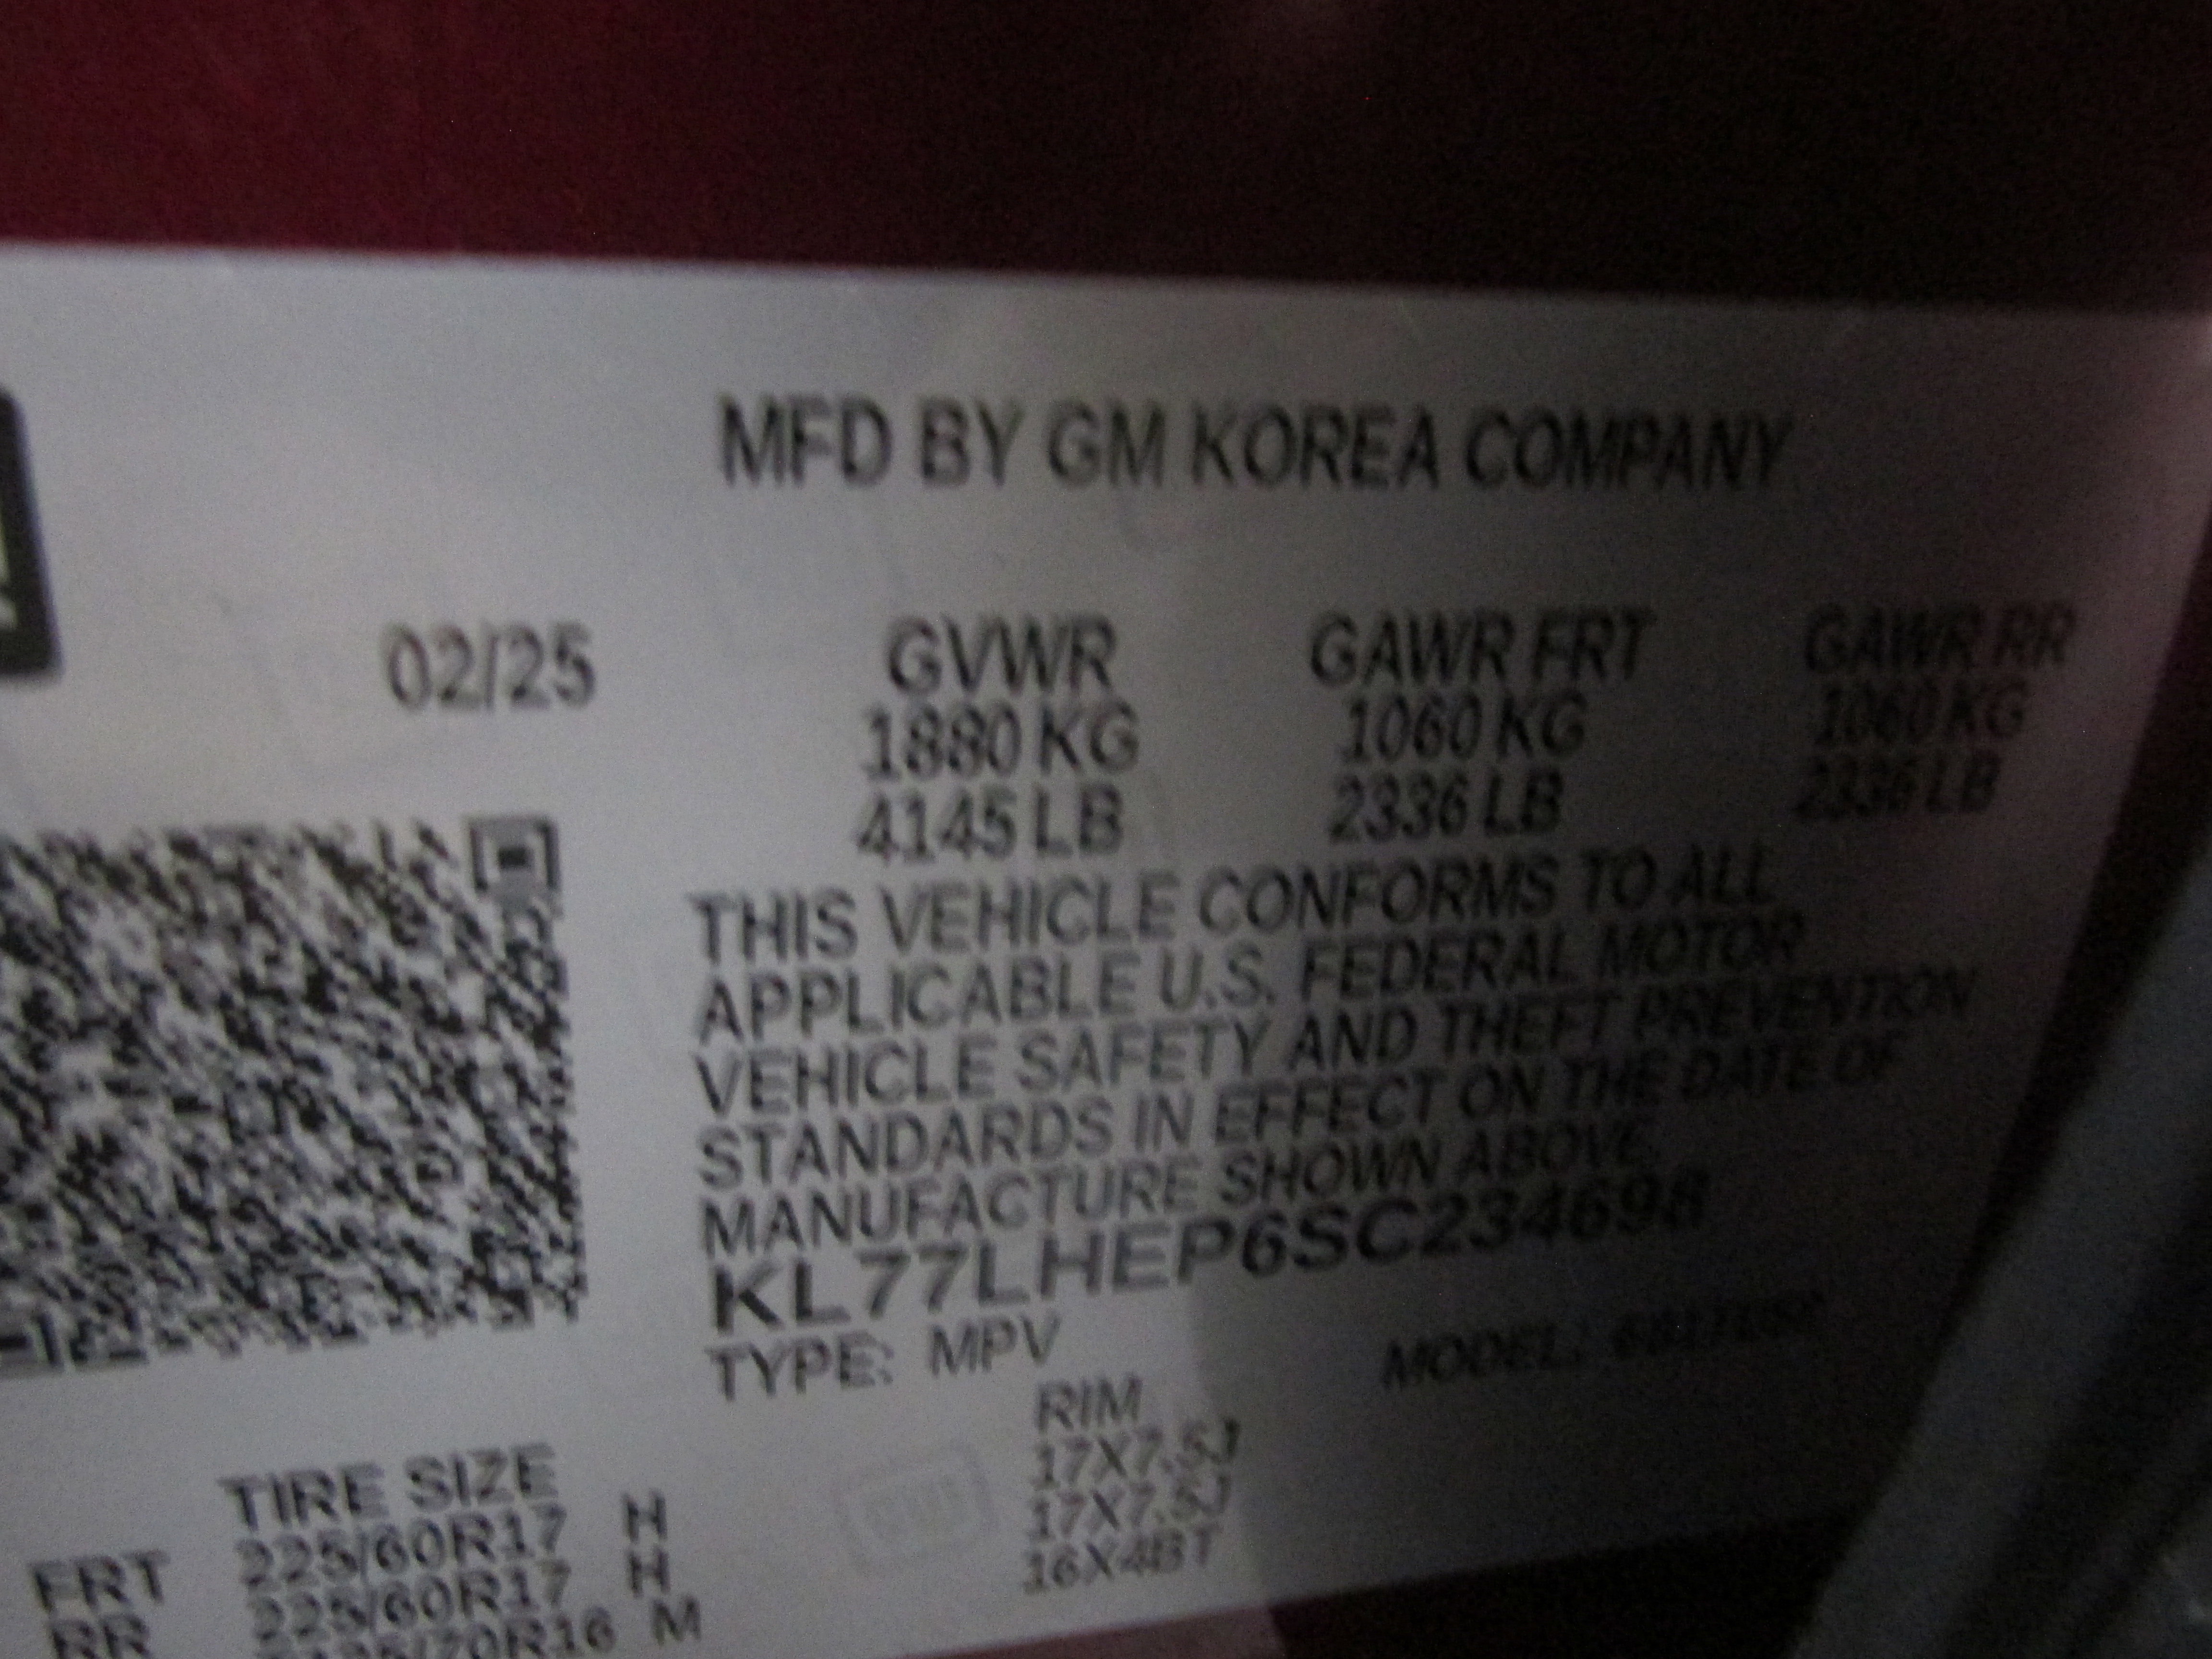 MFD BY GM KOREA COMPANY
02/25 GVWR GAWR FRT GAWR RR
1880 KG 1060 KG 1060 KG
4145 LB 2336 LB 2336 LB
THIS VEHICLE CONFORMS TO ALL
APPLICABLE U.S. FEDERAL MOTOR
VEHICLE SAFETY AND THEFT PREVENTION
STANDARDS IN EFFECT ON THE DATE OF
MANUFACTURE SHOWN ABOVE.
KL77LHEP6SC234698
TYPE: MPV MODEL:
TIRE SIZE RIM
FRT 225/60R17 H 17X7.5J
RR 225/60R17 H 17X7.5J
M 16X4BT